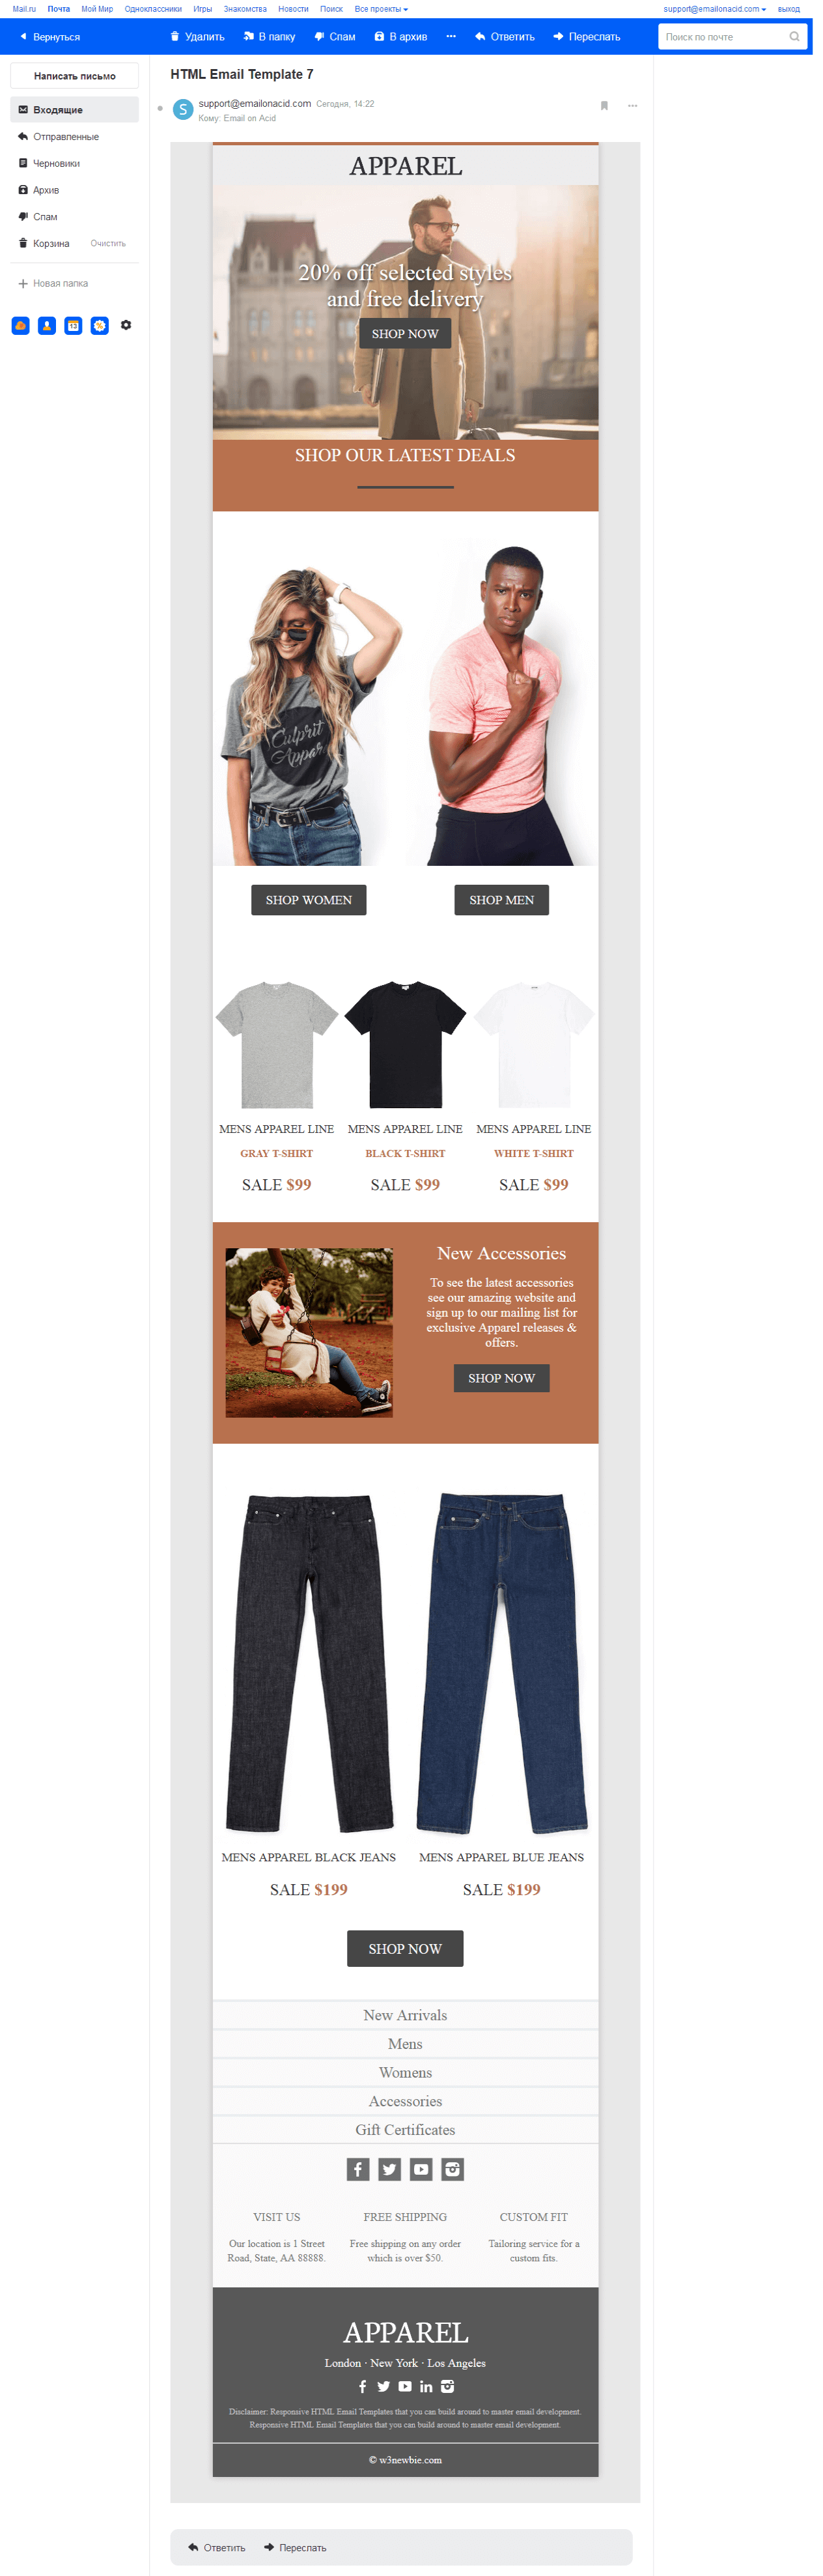 Mail.ru Почта Мой Мир Одноклассники Игры Знакомства Новости Поиск Все проекты support@emailonacid.com выход
Вернуться Удалить В папку Спам В архив Ответить Переслать Поиск по почте
Написать письмо
Входящие
Отправленные
Черновики
Архив
Спам
Корзина Очистить
Новая папка
12
HTML Email Template 7
S support@emailonacid.com Сегодня, 14:22
Кому: Email on Acid
APPAREL
20% off selected styles
and free delivery
SHOP NOW
SHOP OUR LATEST DEALS
Culprit
Appar
SHOP WOMEN SHOP MEN
MENS APPAREL LINE MENS APPAREL LINE MENS APPAREL LINE
GRAY T-SHIRT BLACK T-SHIRT WHITE T-SHIRT
SALE $99 SALE $99 SALE $99
New Accessories
To see the latest accessories
see our amazing website and
sign up to our mailing list for
exclusive Apparel releases &
offers.
SHOP NOW
MENS APPAREL BLACK JEANS MENS APPAREL BLUE JEANS
SALE $199 SALE $199
SHOP NOW
New Arrivals
Mens
Womens
Accessories
Gift Certificates
VISIT US FREE SHIPPING CUSTOM FIT
Our location is 1 Street Free shipping on any order Tailoring service for a
Road, State, AA 88888. which is over $50. custom fits.
APPAREL
London · New York · Los Angeles
Disclaimer: Responsive HTML Email Templates that you can build around to master email development.
Responsive HTML Email Templates that you can build around to master email development.
© w3newbie.com
Ответить Переслать